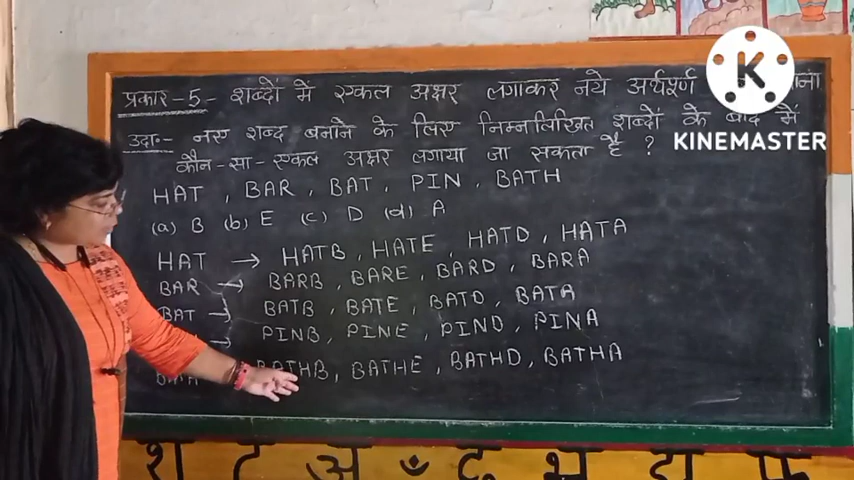 प्रकार-5- शब्दों में एकल अक्षर लगाकर नये अर्थपूर्ण
उदा०- नए शब्द बनाने के लिए निम्नलिखित शब्दों के बाद में
कौन-सा-एकल अक्षर लगाया जा सकता है ?
HAT , BAR , BAT , PIN , BATH
(a) B (b) E (c) D (d) A
HAT → HATB , HATE , HATD , HATA
BAR → BARB , BARE , BARD , BARA
BAT → BATB , BATE , BATD , BATA
→ PINB , PINE , PIND , PINA
BATHB , BATHE , BATHD , BATHA
K
KINEMASTER